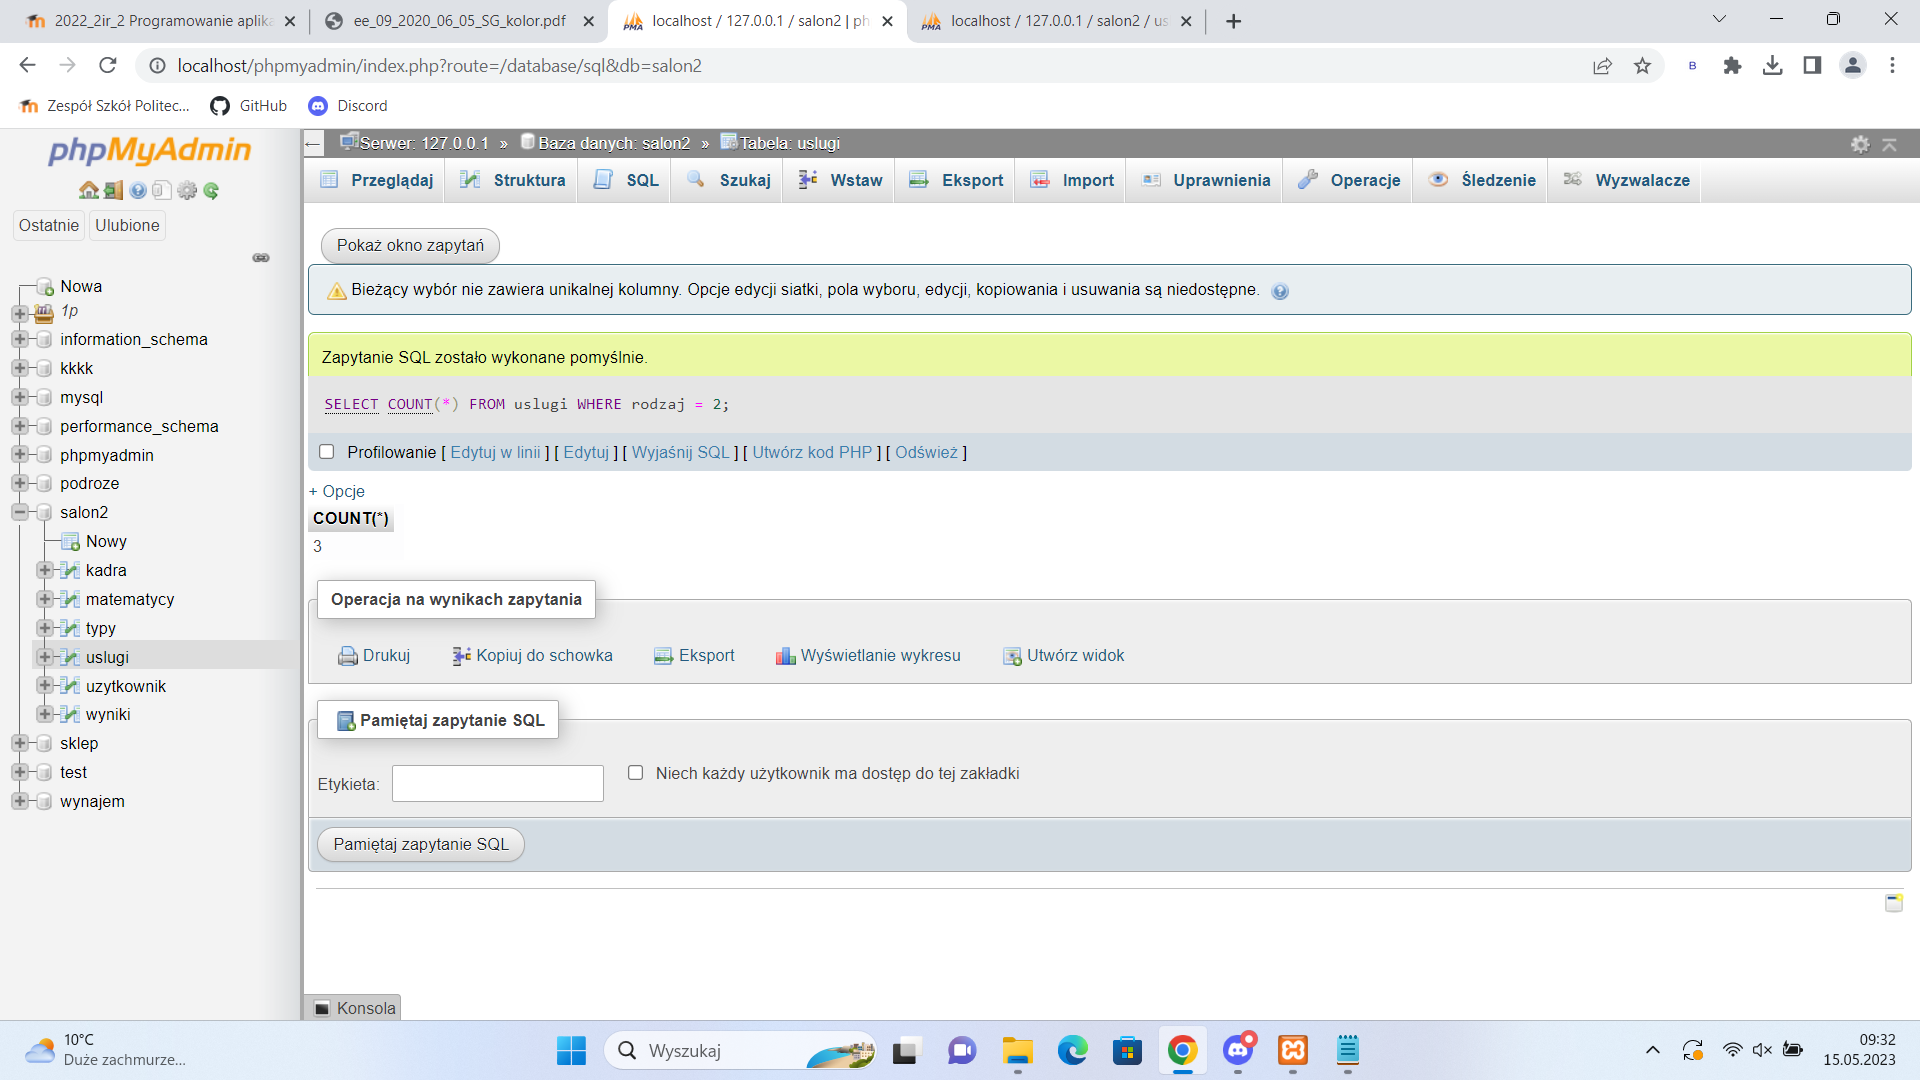 2022_2ir_2 Programowanie aplika
ee_09_2020_06_05_SG_kolor.pdf
localhost / 127.0.0.1 / salon2 | ph
localhost / 127.0.0.1 / salon2 / us
localhost/phpmyadmin/index.php?route=/database/sql&db=salon2
B
Zespół Szkół Politec...
GitHub
Discord
phpMyAdmin
Ostatnie
Ulubione
Nowa
1p
information_schema
kkkk
mysql
performance_schema
phpmyadmin
podroze
salon2
Nowy
kadra
matematycy
typy
uslugi
uzytkownik
wyniki
sklep
test
wynajem
Serwer: 127.0.0.1 » Baza danych: salon2 » Tabela: uslugi
Przeglądaj
Struktura
SQL
Szukaj
Wstaw
Eksport
Import
Uprawnienia
Operacje
Śledzenie
Wyzwalacze
Pokaż okno zapytań
Bieżący wybór nie zawiera unikalnej kolumny. Opcje edycji siatki, pola wyboru, edycji, kopiowania i usuwania są niedostępne.
Zapytanie SQL zostało wykonane pomyślnie.
SELECT COUNT(*) FROM uslugi WHERE rodzaj = 2;
Profilowanie [ Edytuj w linii ] [ Edytuj ] [ Wyjaśnij SQL ] [ Utwórz kod PHP ] [ Odśwież ]
+ Opcje
COUNT(*)
3
Operacja na wynikach zapytania
Drukuj
Kopiuj do schowka
Eksport
Wyświetlanie wykresu
Utwórz widok
Pamiętaj zapytanie SQL
Etykieta:
Niech każdy użytkownik ma dostęp do tej zakładki
Pamiętaj zapytanie SQL
Konsola
10°C
Duże zachmurze...
Wyszukaj
09:32
15.05.2023